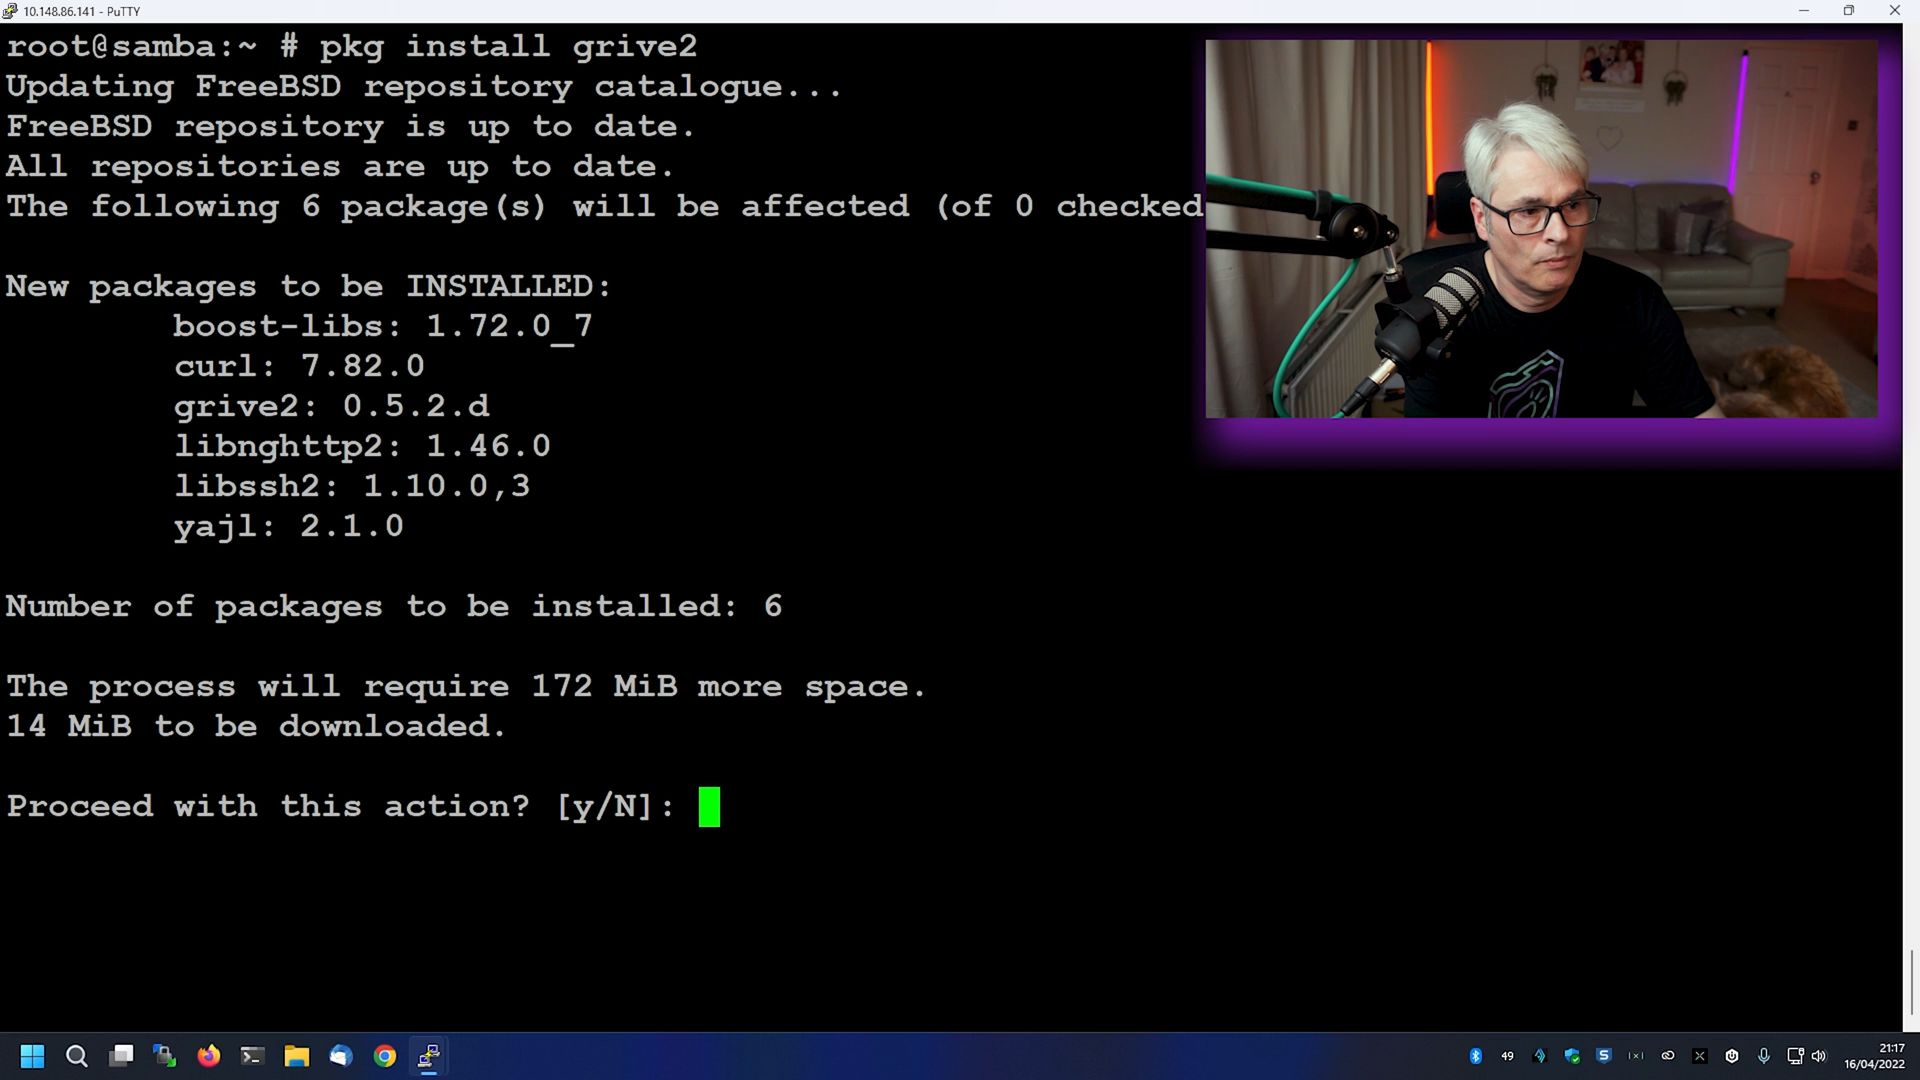 10.148.86.141 - PuTTY
root@samba:~ # pkg install grive2
Updating FreeBSD repository catalogue...
FreeBSD repository is up to date.
All repositories are up to date.
The following 6 package(s) will be affected (of 0 checked
New packages to be INSTALLED:
boost-libs: 1.72.0_7
curl: 7.82.0
grive2: 0.5.2.d
libnghttp2: 1.46.0
libssh2: 1.10.0,3
yajl: 2.1.0
Number of packages to be installed: 6
The process will require 172 MiB more space.
14 MiB to be downloaded.
Proceed with this action? [y/N]:
49
21:17
16/04/2022